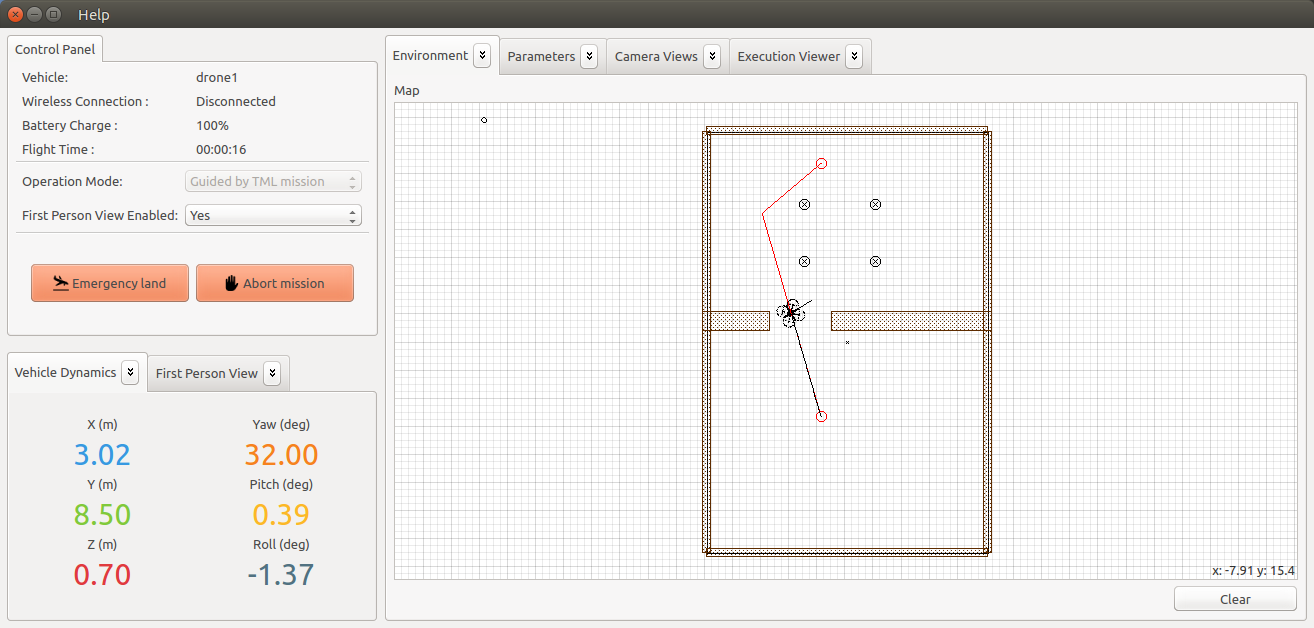 Help
Control Panel
Vehicle: drone1
Wireless Connection : Disconnected
Battery Charge : 100%
Flight Time : 00:00:16
Operation Mode: Guided by TML mission
First Person View Enabled: Yes
Emergency land Abort mission
Vehicle Dynamics First Person View
X (m) Yaw (deg)
3.02 32.00
Y (m) Pitch (deg)
8.50 0.39
Z (m) Roll (deg)
0.70 -1.37
Environment Parameters Camera Views Execution Viewer
Map
x: -7.91 y: 15.4
Clear